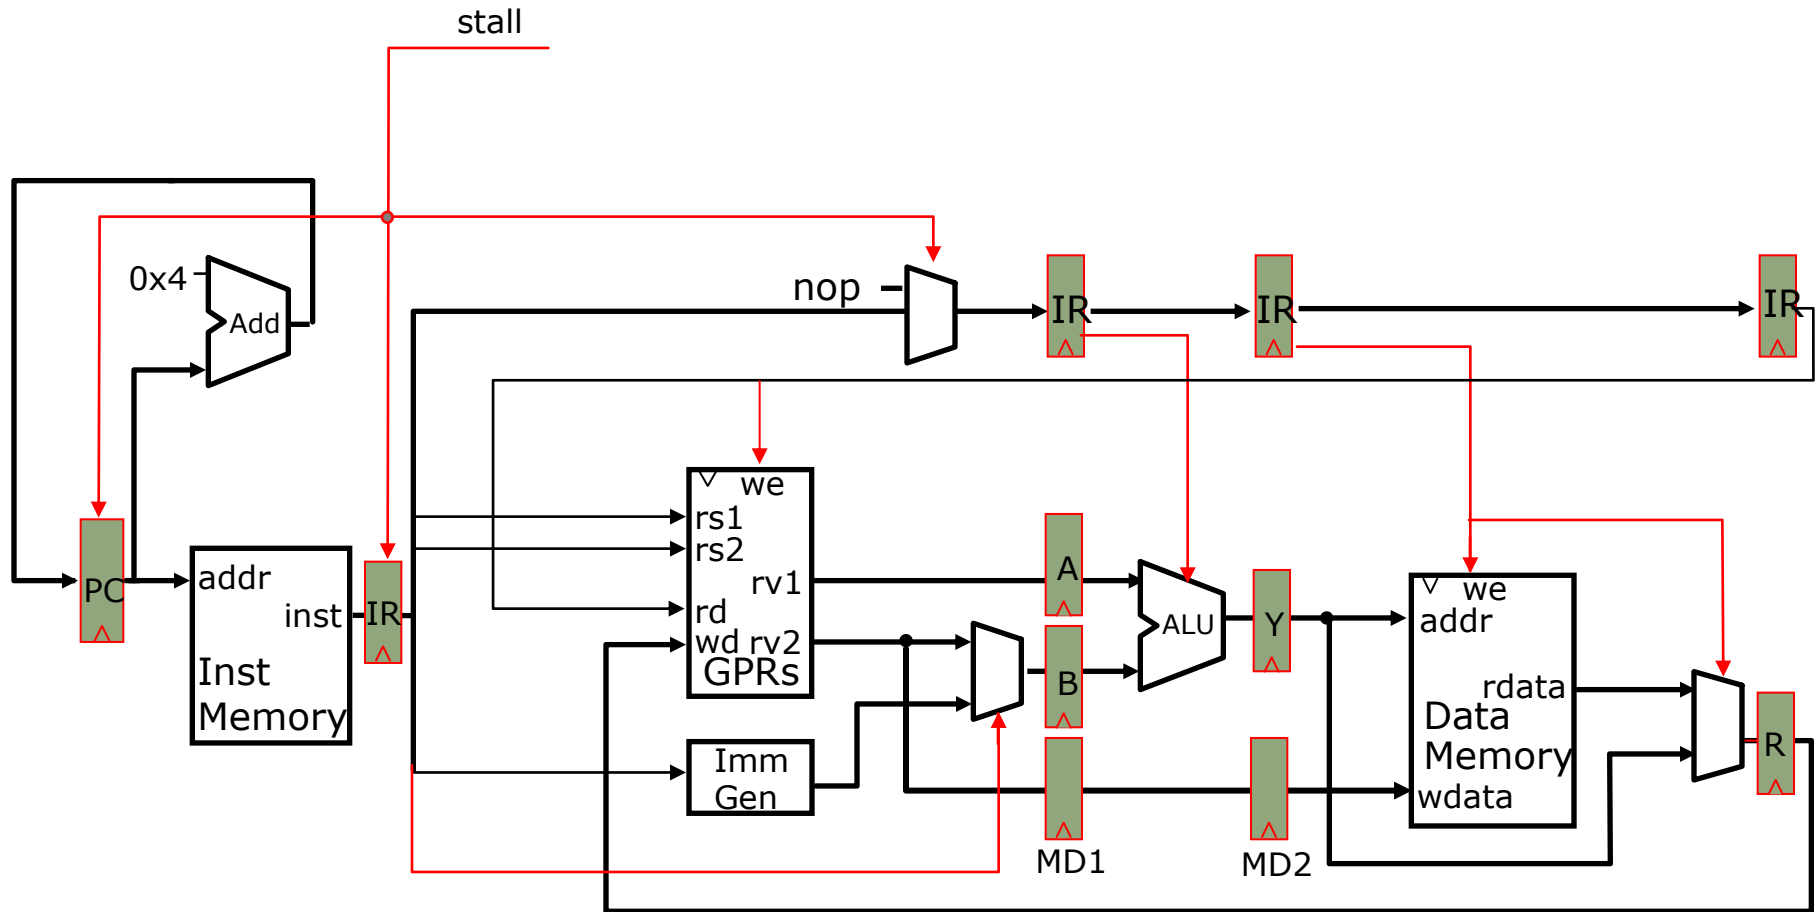 stall
0x4
Add
nop
IR
IR
IR
we
rs1
rs2
rv1
rd
wd rv2
GPRs
PC
addr
inst
Inst
Memory
IR
A
B
ALU
Y
we
addr
rdata
Data
Memory
wdata
R
Imm
Gen
MD1
MD2